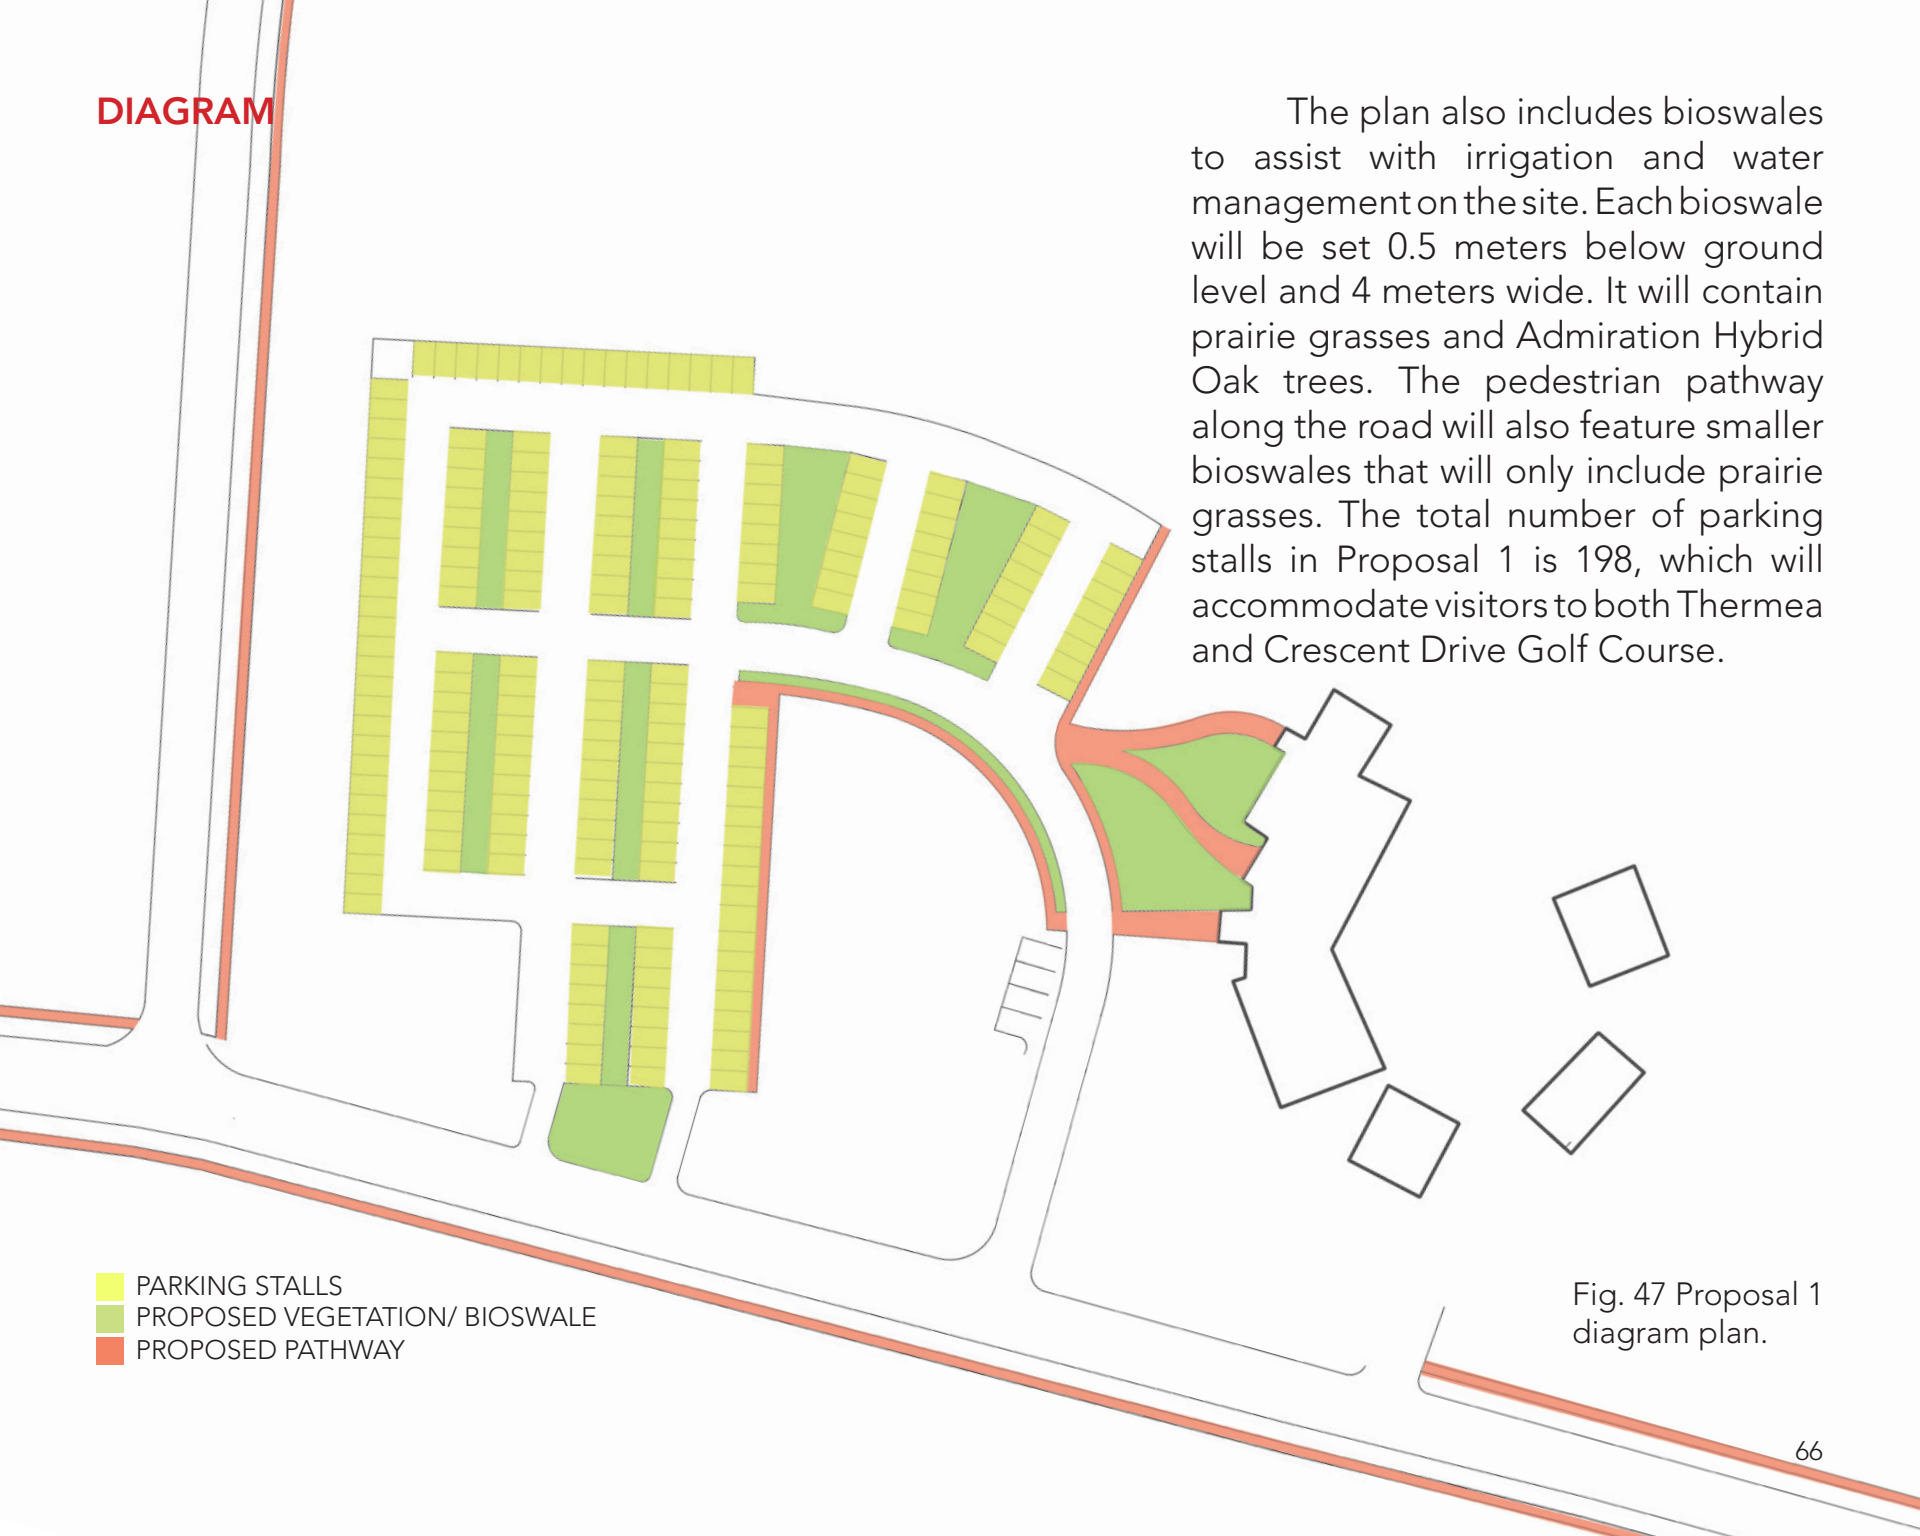 DIAGRAM
The plan also includes bioswales
to assist with irrigation and water
management on the site. Each bioswale
will be set 0.5 meters below ground
level and 4 meters wide. It will contain
prairie grasses and Admiration Hybrid
Oak trees. The pedestrian pathway
along the road will also feature smaller
bioswales that will only include prairie
grasses. The total number of parking
stalls in Proposal 1 is 198, which will
accommodate visitors to both Thermea
and Crescent Drive Golf Course.
PARKING STALLS
PROPOSED VEGETATION/ BIOSWALE
PROPOSED PATHWAY
Fig. 47 Proposal 1
diagram plan.
66